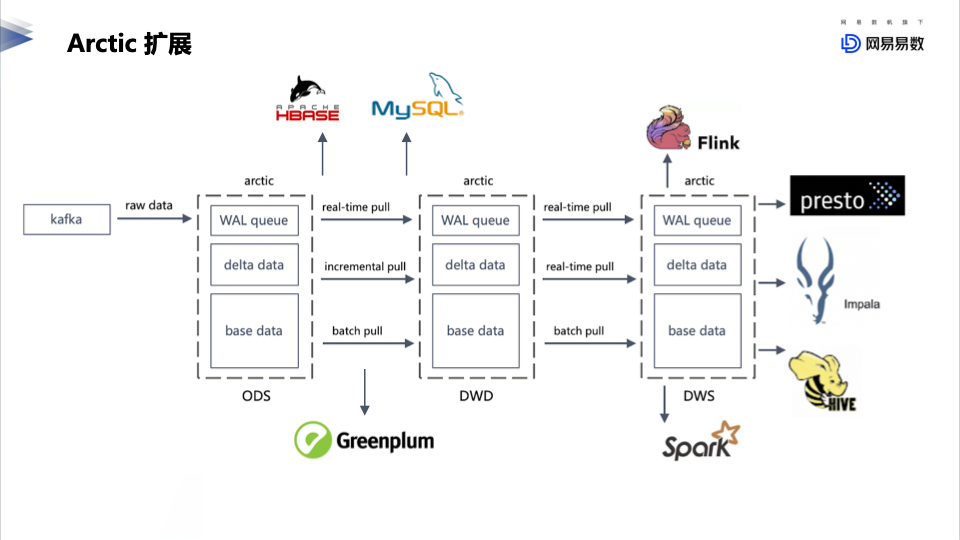 Arctic 扩展
网易数帆旗下
网易易数
APACHE
HBASE
MySQL®
Flink
arctic
arctic
arctic
presto
kafka
raw data
WAL queue
real-time pull
WAL queue
real-time pull
WAL queue
delta data
incremental pull
delta data
real-time pull
delta data
Impala
base data
batch pull
base data
batch pull
base data
HIVE
ODS
DWD
DWS
Greenplum
Spark